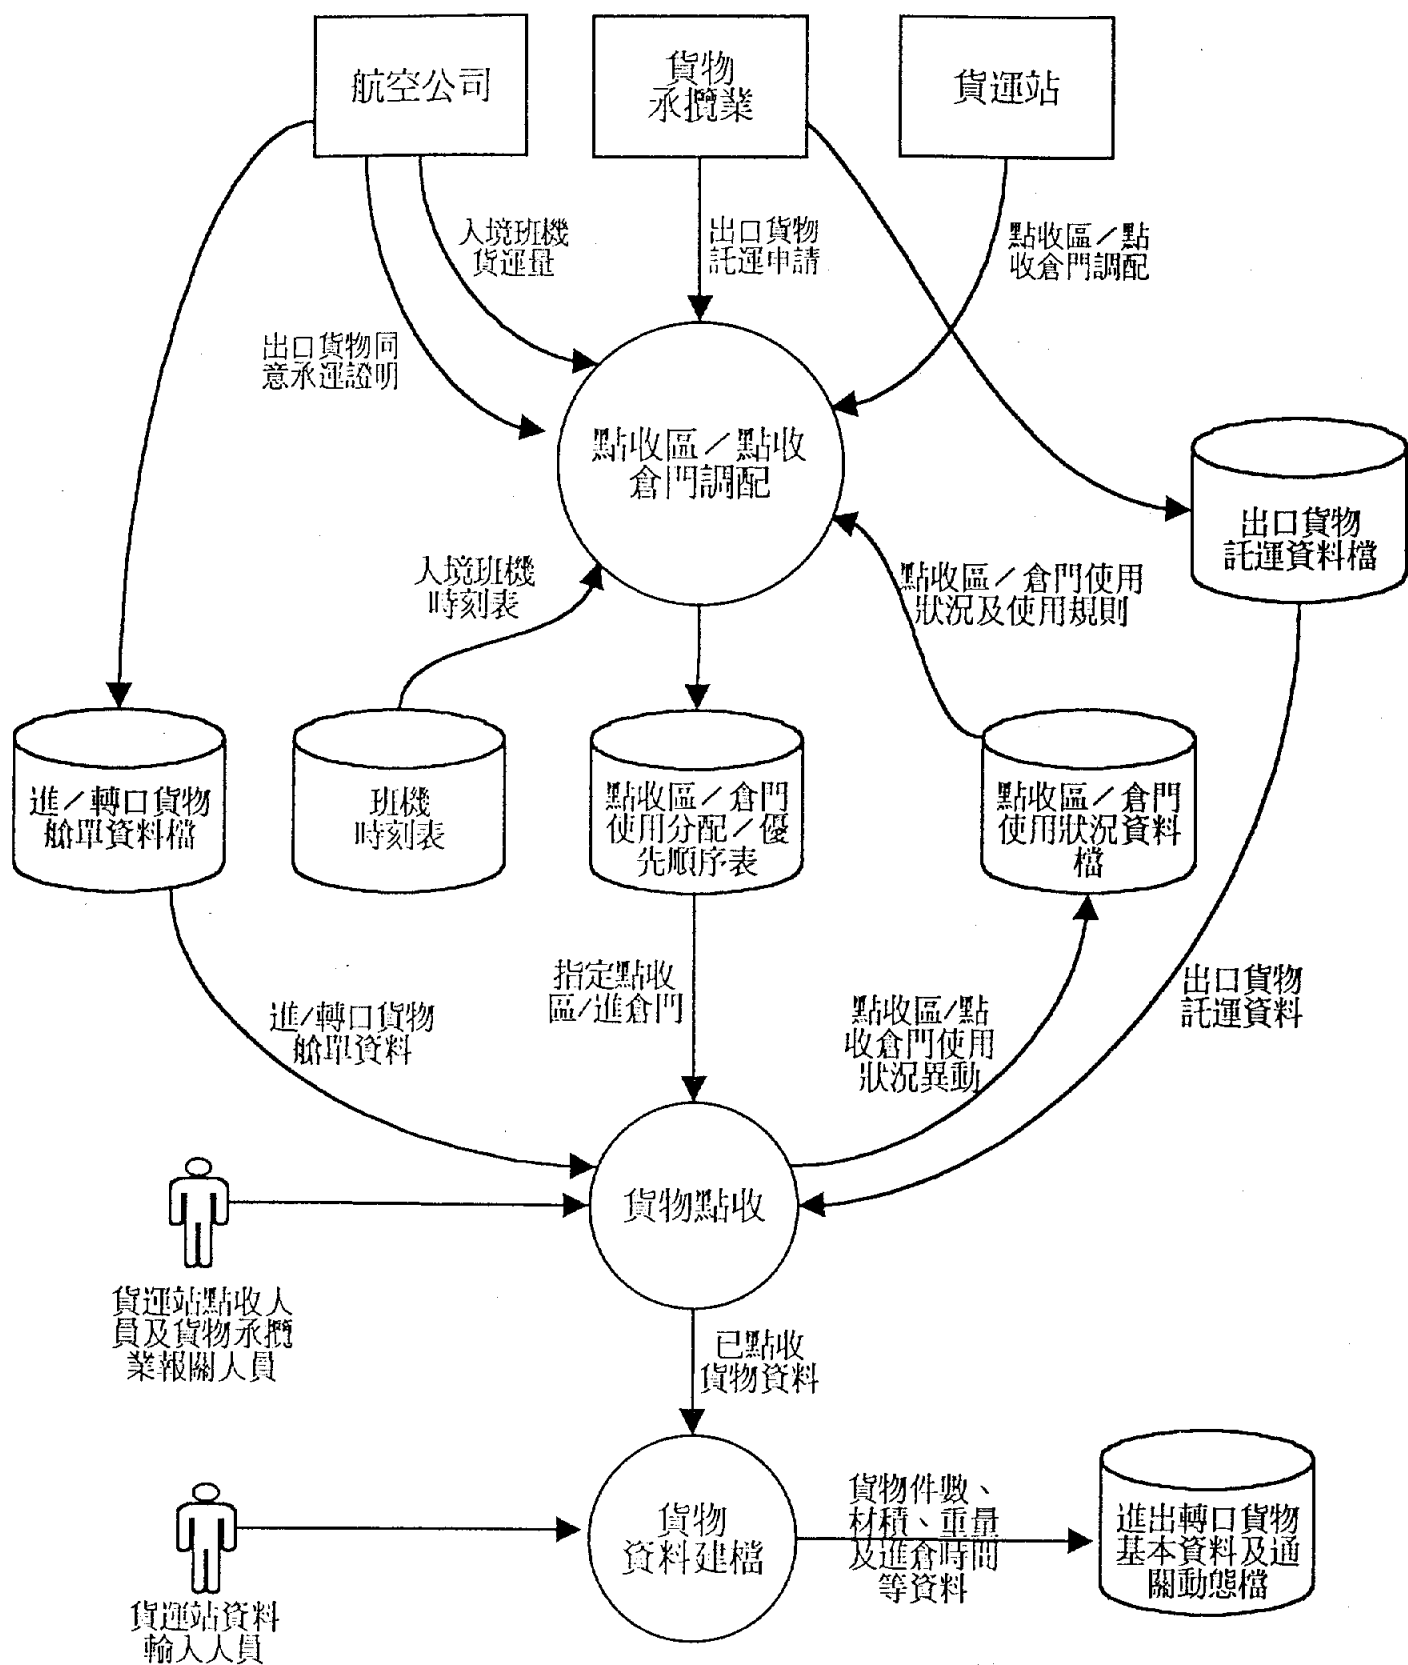 航空公司
貨物
承攬業
貨運站
入境班機
貨運量
出口貨物
託運申請
點收區／點
收倉門調配
出口貨物同
意承運證明
點收區／點收
倉門調配
出口貨物
託運資料檔
入境班機
時刻表
點收區／倉門使用
狀況及使用規則
進／轉口貨物
艙單資料檔
班機
時刻表
點收區／倉門
使用分配／優
先順序表
點收區／倉門
使用狀況資料
檔
指定點收
區/進倉門
進/轉口貨物
艙單資料
點收區/點
收倉門使用
狀況異動
出口貨物
託運資料
貨物點收
貨運站點收人
員及貨物承攬
業報關人員
已點收
貨物資料
貨物
資料建檔
貨物件數、
材積、重量
及進倉時間
等資料
進出轉口貨物
基本資料及通
關動態檔
貨運站資料
輸入人員